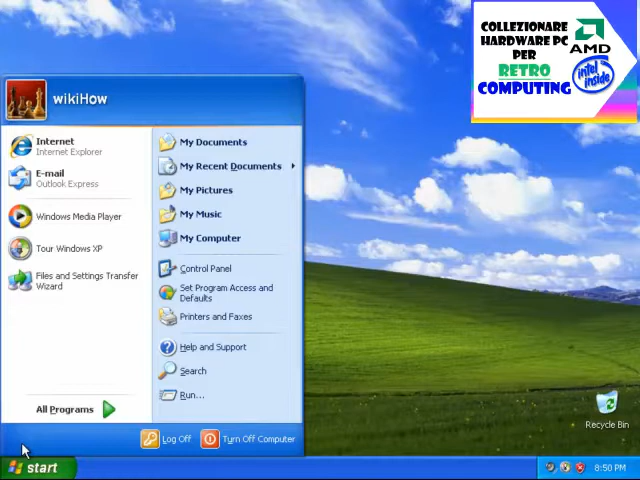 COLLEZIONARE
HARDWARE PC
PER
RETRO
COMPUTING
AMD
intel
inside
wikiHow
Internet
Internet Explorer
E-mail
Outlook Express
Windows Media Player
Tour Windows XP
Files and Settings Transfer
Wizard
All Programs
My Documents
My Recent Documents
My Pictures
My Music
My Computer
Control Panel
Set Program Access and
Defaults
Printers and Faxes
Help and Support
Search
Run...
Log Off
Turn Off Computer
Recycle Bin
start
8:50 PM